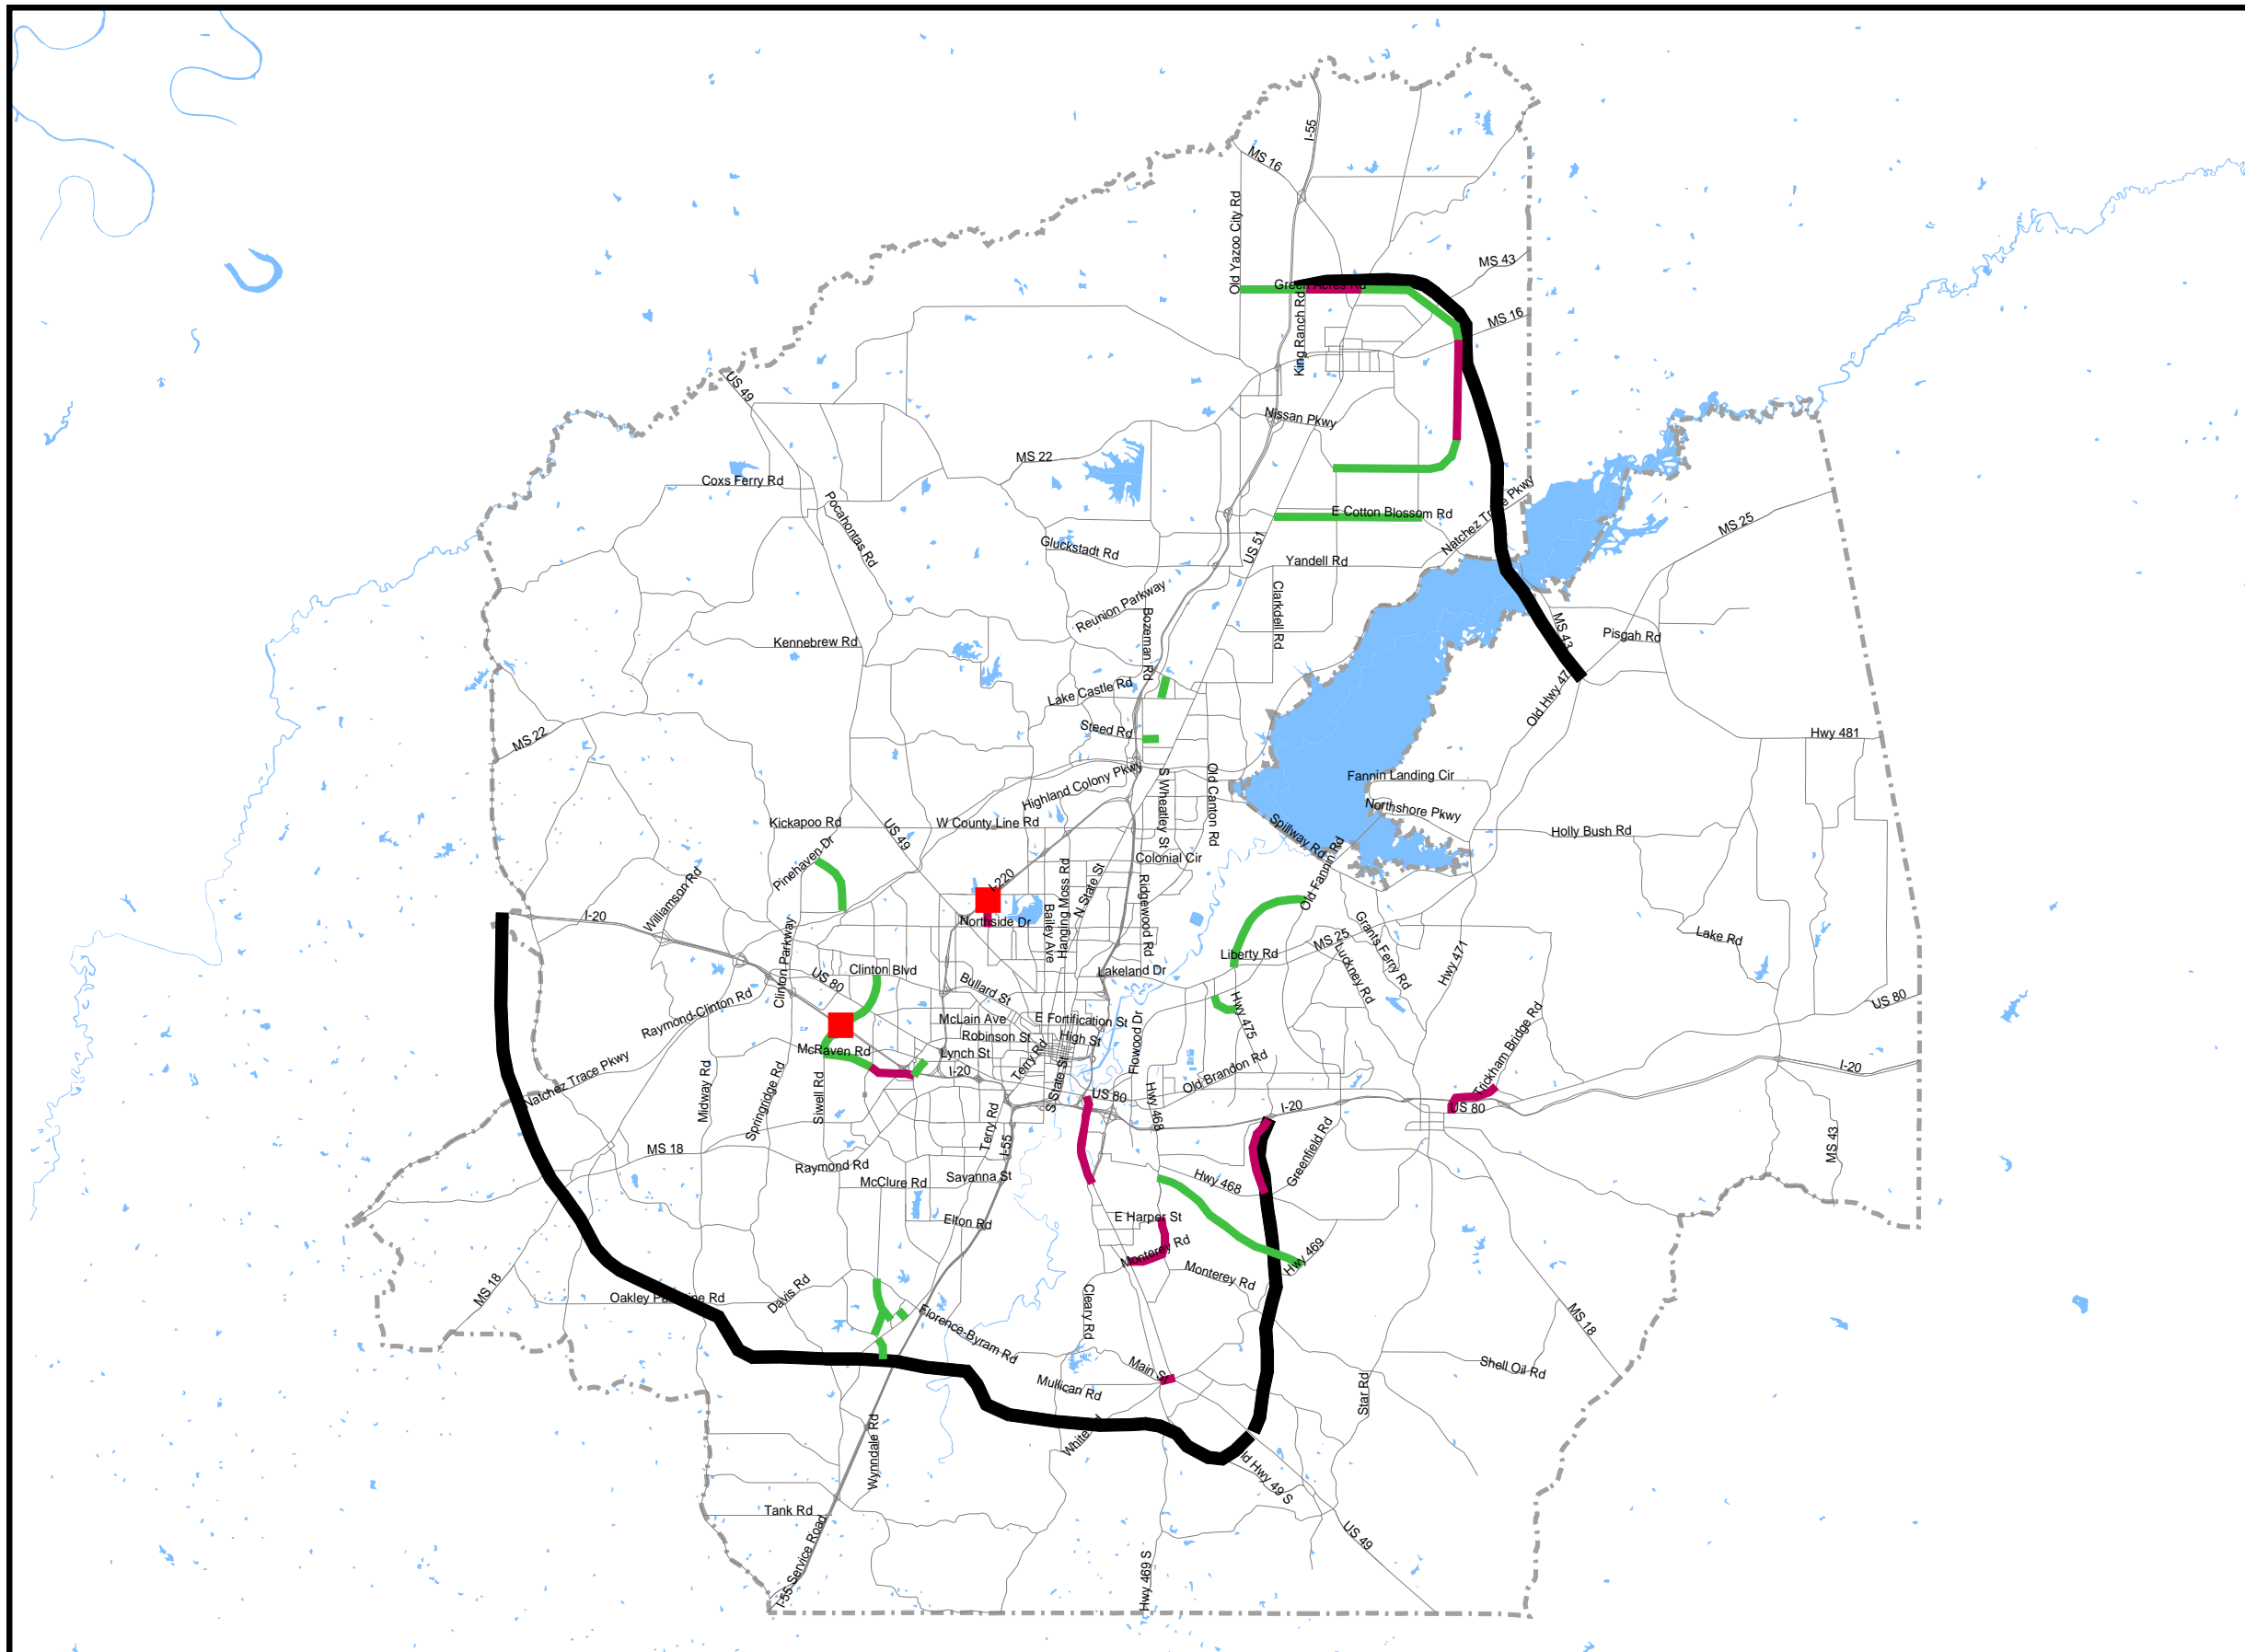 I-55
MS 16
Old Yazoo City Rd
MS 43
Green Acres Rd
MS 16
King Ranch Rd
US 49
Nissan Pkwy
MS 22
Coxs Ferry Rd
Pocahontas Rd
E Cotton Blossom Rd
Natchez Trace Pkwy
MS 25
Gluckstadt Rd
US 51
Yandell Rd
Clarkdell Rd
Reunion Parkway
Bozeman Rd
MS 43
Pisgah Rd
Kennebrew Rd
Lake Castle Rd
Old Hwy 47
Steed Rd
MS 22
Hwy 481
Highland Colony Pkwy
S Wheatley St
Old Canton Rd
Fannin Landing Cir
Northshore Pkwy
Kickapoo Rd
US 49
W County Line Rd
Spillway Rd
Holly Bush Rd
Pinehaven Dr
Colonial Cir
Old Fannin Rd
I-220
Hanging Moss Rd
N State St
Ridgewood Rd
Williamson Rd
I-20
Northside Dr
Bailey Ave
Grants Ferry Rd
Lake Rd
Clinton Parkway
MS 25
Liberty Rd
Luckney Rd
Hwy 471
US 80
Clinton Blvd
Lakeland Dr
Bullard St
Raymond-Clinton Rd
Hwy 475
US 80
McLain Ave
E Fortification St
Robinson St
High St
Flowood Dr
McRaven Rd
Lynch St
Terry Rd
Trickham Bridge Rd
I-20
Old Brandon Rd
I-20
Natchez Trace Pkwy
Midway Rd
Springridge Rd
Siwell Rd
S State St
US 80
Hwy 468
I-20
US 80
Terry Rd
I-55
Greenfield Rd
MS 43
MS 18
Raymond Rd
McClure Rd
Savanna St
Hwy 468
Elton Rd
E Harper St
Monterey Rd
Monterey Rd
Hwy 469
MS 18
Davis Rd
Cleary Rd
MS 18
Florence-Byram Rd
Main St
Shell Oil Rd
Mullican Rd
Star Rd
Wynndale Rd
ld Hwy 49 S
Tank Rd
US 49
I-55 Service Road
Hwy 469 S